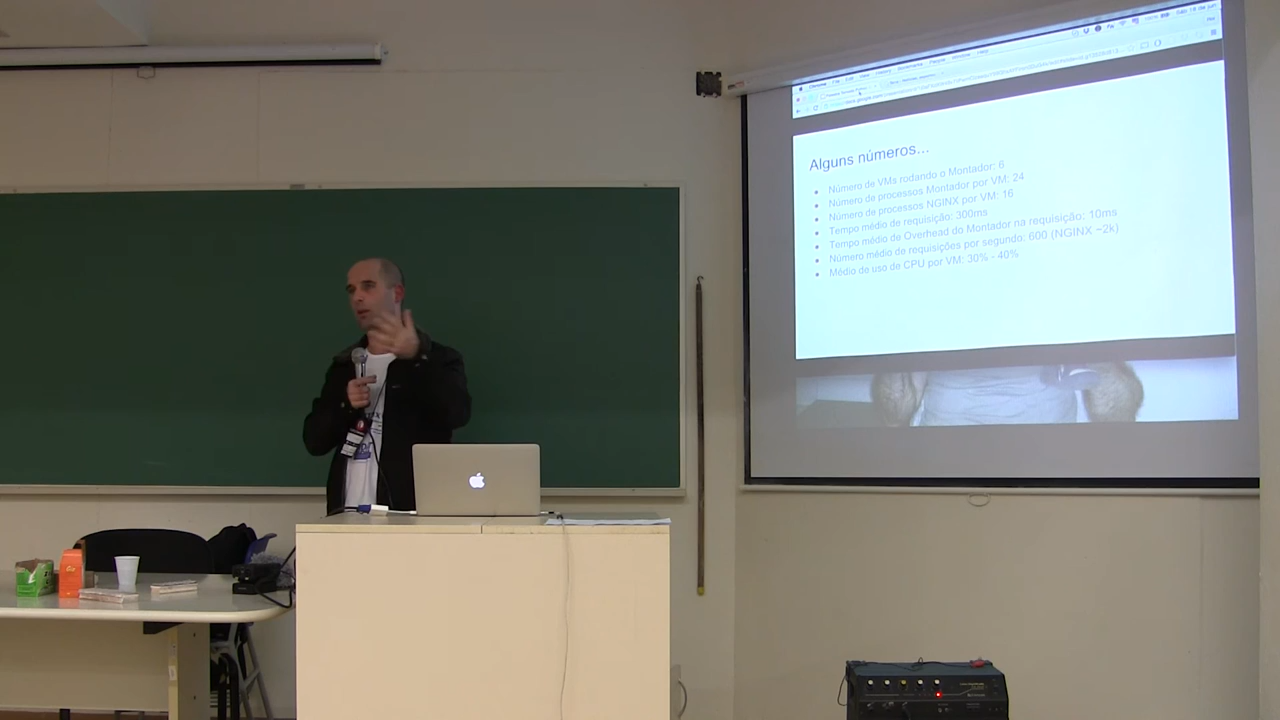 Alguns números...
Número de VMs rodando o Montador: 6
Número de processos Montador por VM: 24
Número de processos NGINX por VM: 16
Tempo médio de requisição: 300ms
Tempo médio de Overhead do Montador na requisição: 10ms
Número médio de requisições por segundo: 600 (NGINX ~2k)
Médio de uso de CPU por VM: 30% - 40%